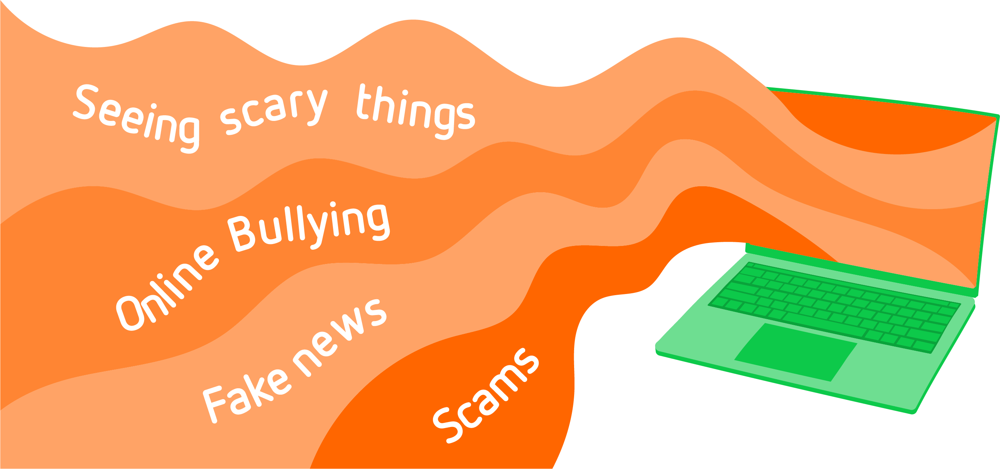 Seeing scary things
Online Bullying
Fake news
Scams